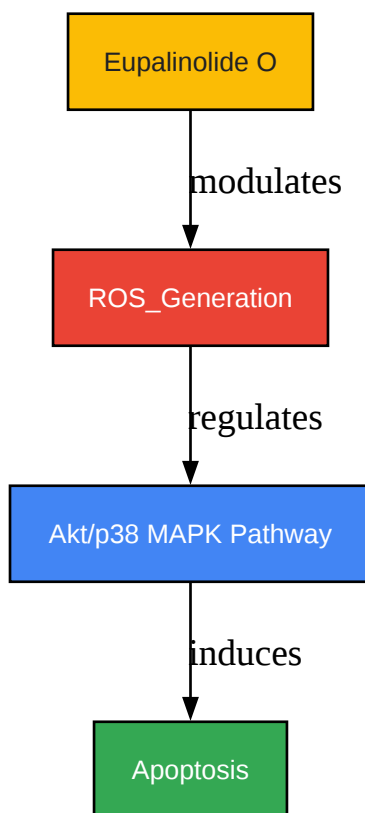 Eupalinolide O
modulates
ROS_Generation
regulates
Akt/p38 MAPK Pathway
induces
Apoptosis